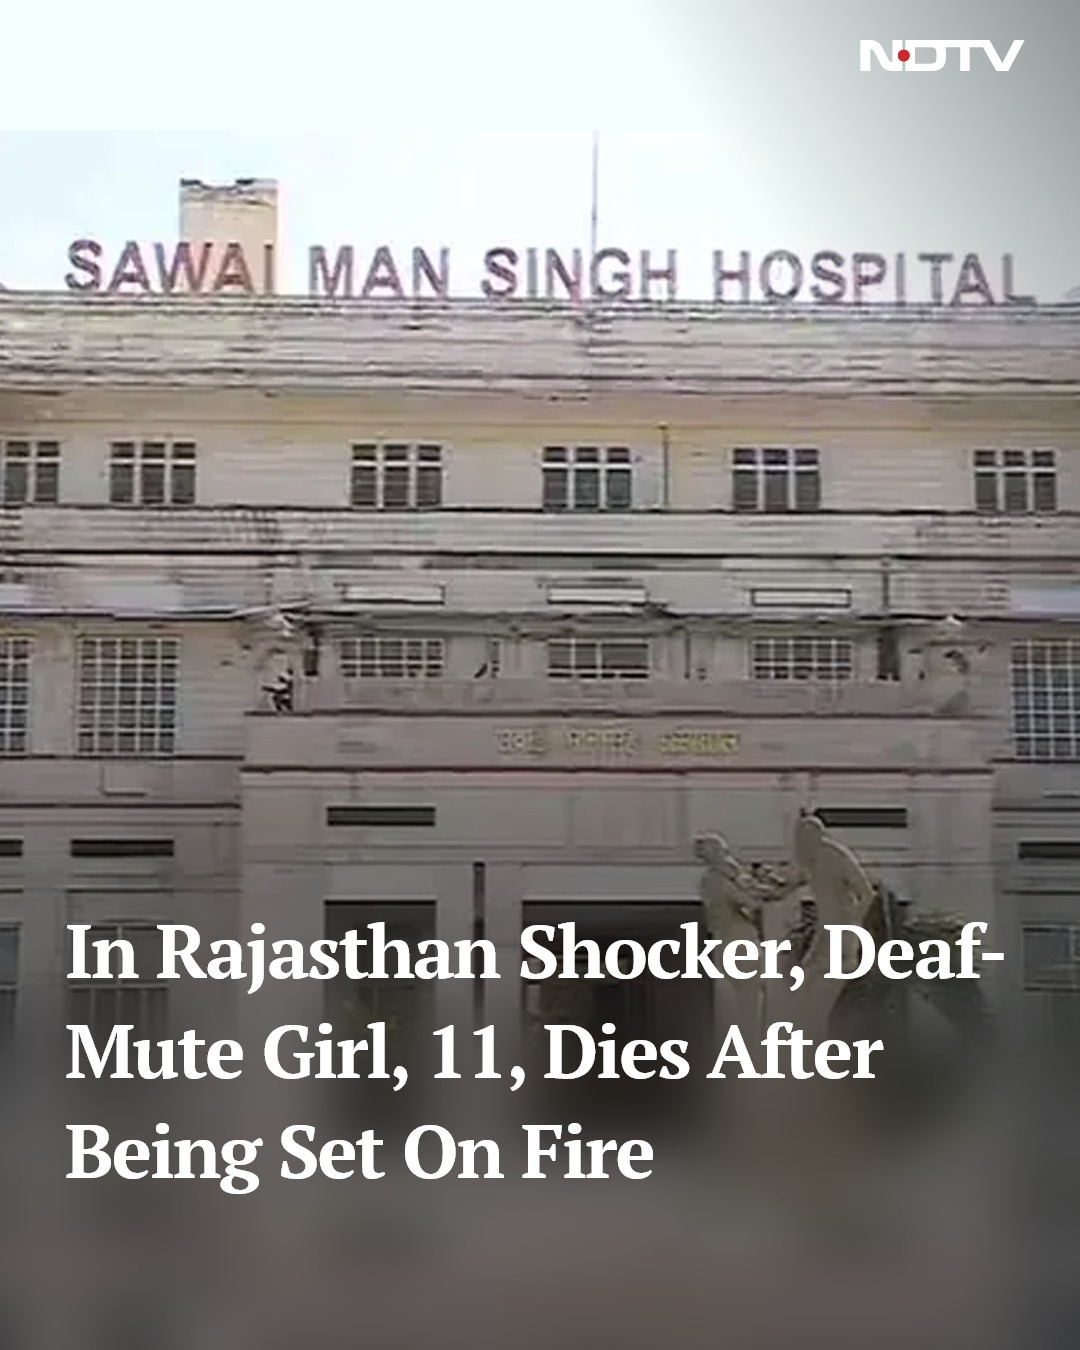 NDTV
SAWAI MAN SINGH HOSPITAL
In Rajasthan Shocker, Deaf-
Mute Girl, 11, Dies After
Being Set On Fire